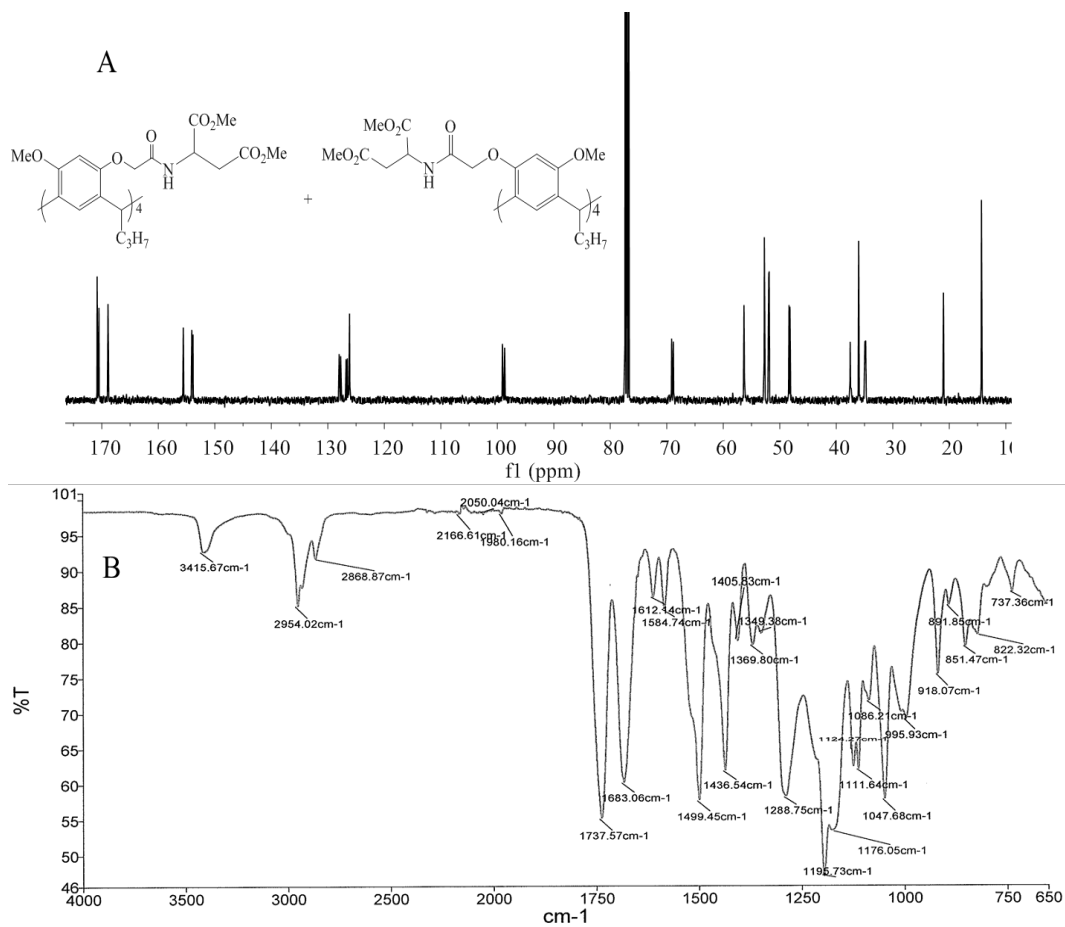 A
CO₂Me
O
MeO
O
N
H
CO₂Me
4
C₃H₇
+
MeO₂C
MeO₂C
O
N
H
O
OMe
4
C₃H₇
170 160 150 140 130 120 110 100 90 80 70 60 50 40 30 20 10
f1 (ppm)
B
101
95
90
85
80
75
70
65
60
55
50
46
%T
4000 3500 3000 2500 2000 1750 1500 1250 1000 750 650
cm-1
3415.67cm-1
2954.02cm-1
2868.87cm-1
2166.61cm-1
2050.04cm-1
1980.16cm-1
1737.57cm-1
1683.06cm-1
1612.14cm-1
1584.74cm-1
1499.45cm-1
1436.54cm-1
1405.83cm-1
1369.80cm-1
1349.38cm-1
1288.75cm-1
1195.73cm-1
1176.05cm-1
1124.27cm-1
1111.64cm-1
1086.21cm-1
1047.68cm-1
995.93cm-1
918.07cm-1
891.85cm-1
851.47cm-1
822.32cm-1
737.36cm-1